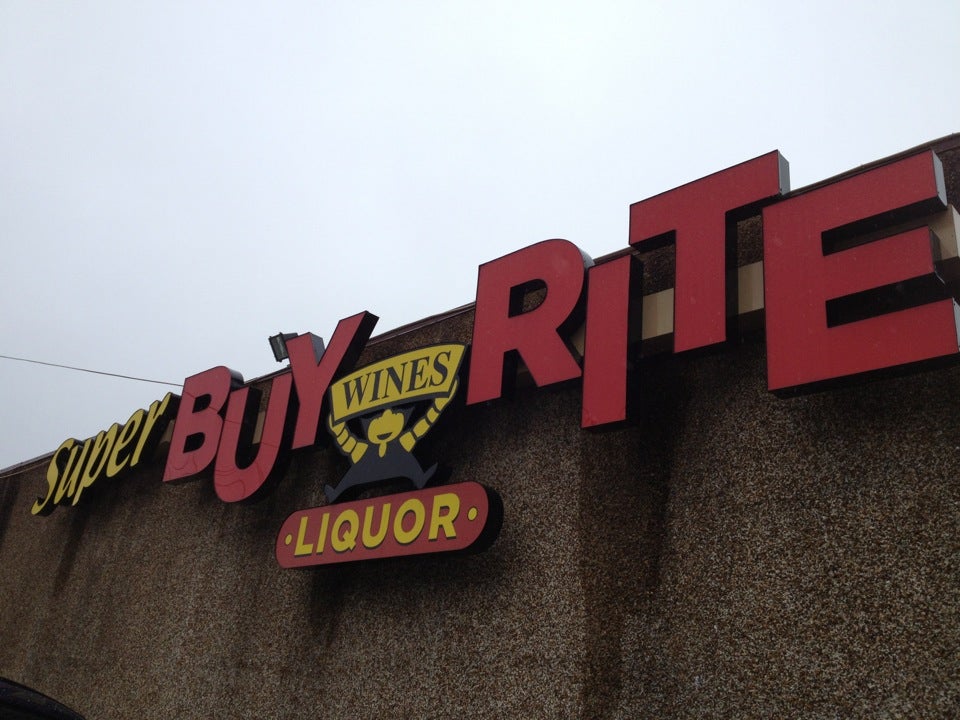 Super BUY RITE
WINES
• LIQUOR •